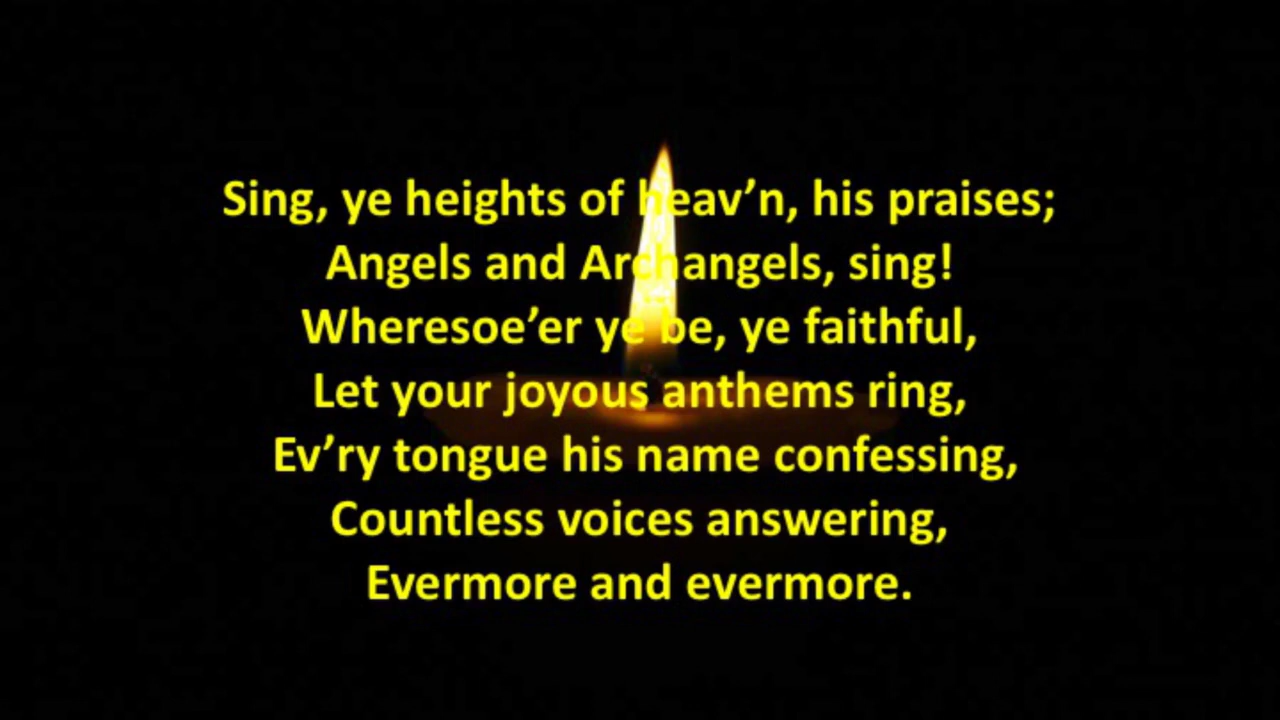 Sing, ye heights of heav’n, his praises;
Angels and Archangels, sing!
Wheresoe’er ye be, ye faithful,
Let your joyous anthems ring,
Ev’ry tongue his name confessing,
Countless voices answering,
Evermore and evermore.